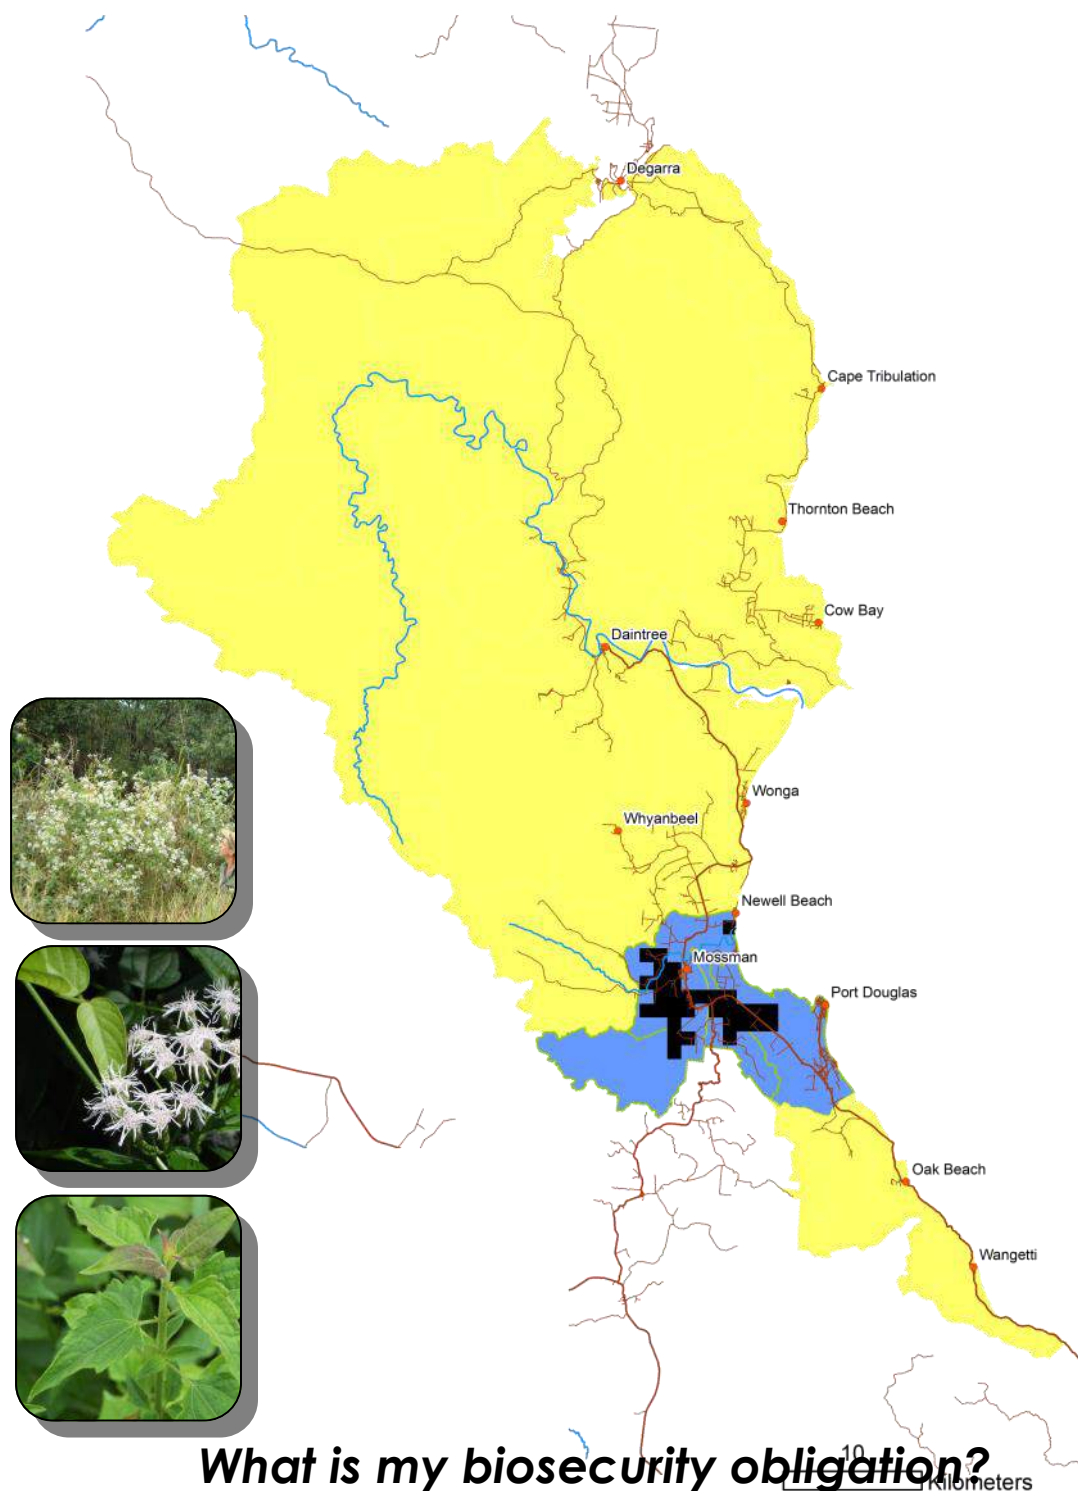 Degarra
Cape Tribulation
Thornton Beach
Cow Bay
Daintree
Wonga
Whyanbeel
Newell Beach
Mossman
Port Douglas
Oak Beach
Wangetti
What is my biosecurity obligation?
10
Kilometers